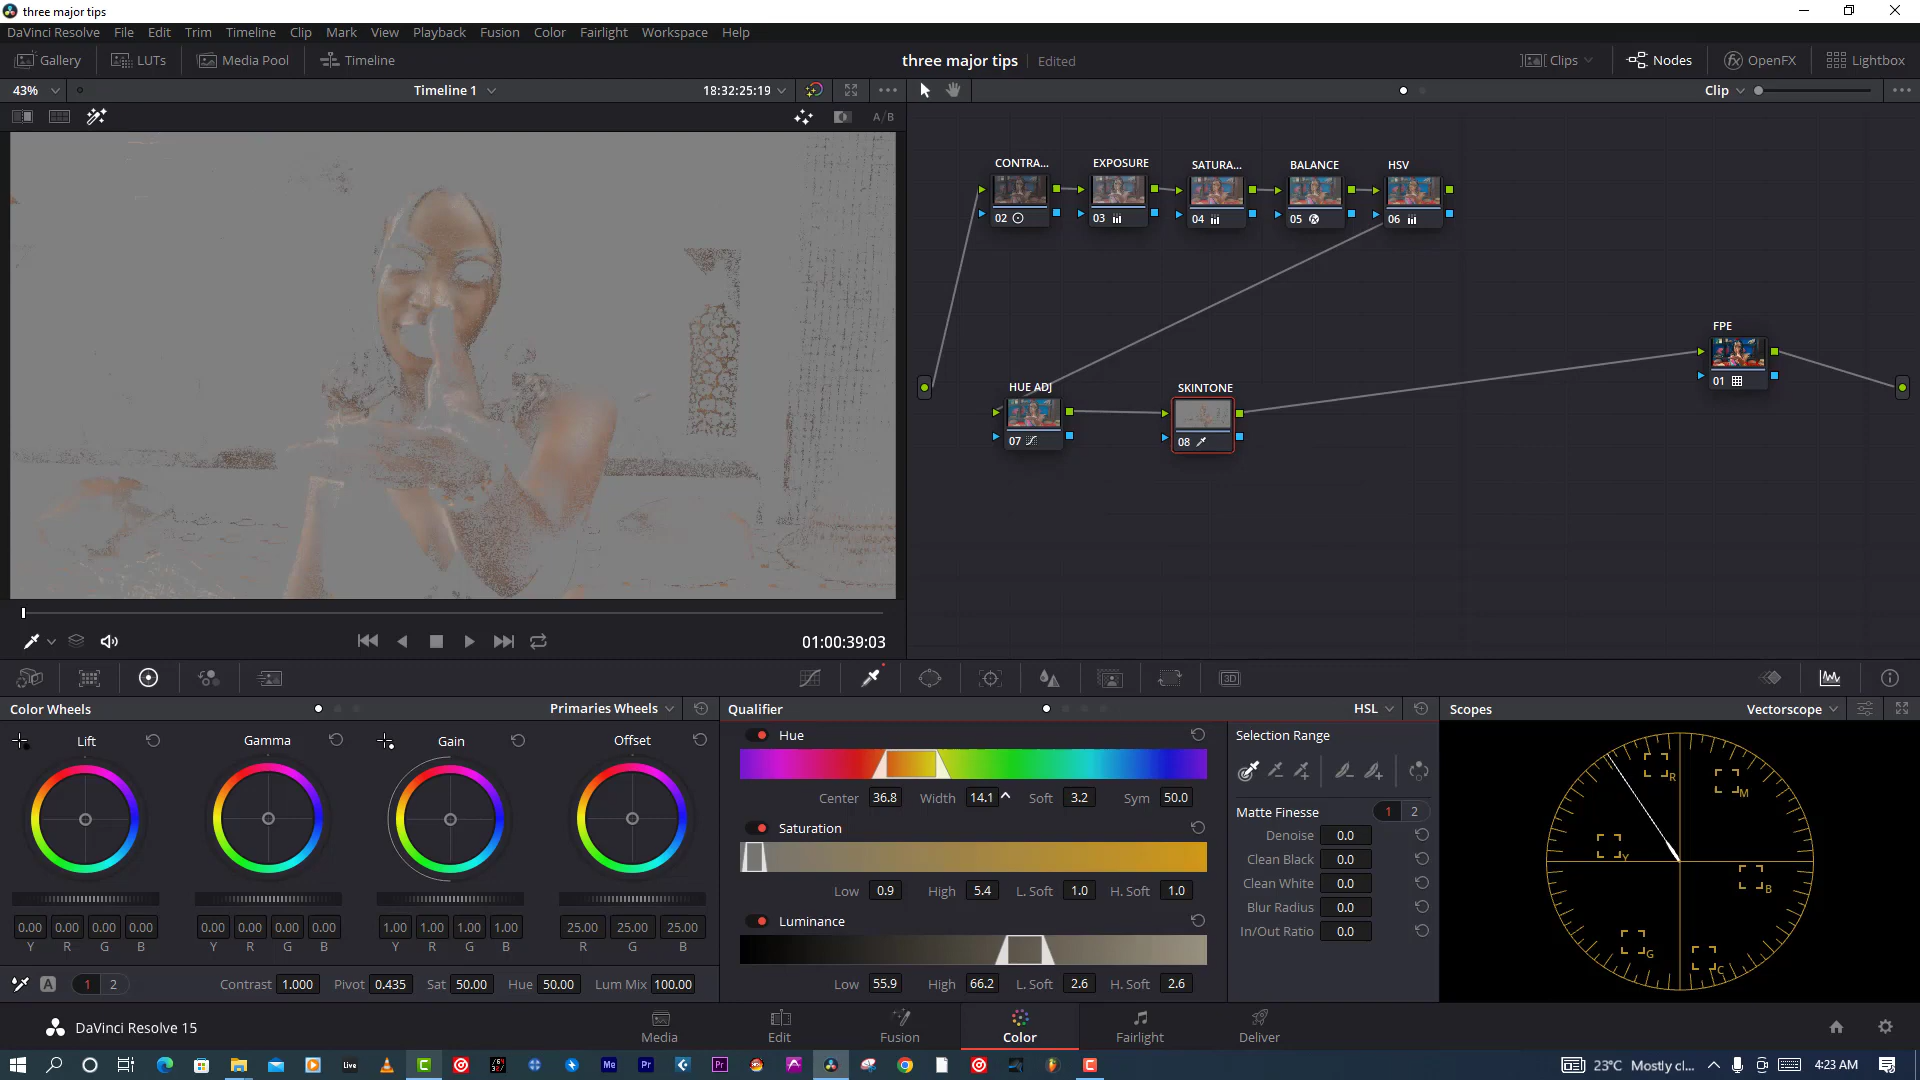 three major tips
DaVinci Resolve File Edit Trim Timeline Clip Mark View Playback Fusion Color Fairlight Workspace Help
Gallery LUTs Media Pool Timeline three major tips Edited Clips Nodes OpenFX Lightbox
43% Timeline 1 18:32:25:19 Clip
A/B
CONTRA... EXPOSURE SATURA... BALANCE HSV
02 03 04 05 06
FPE
01
HUE ADJ SKINTONE
07 08
01:00:39:03
3D
Color Wheels Primaries Wheels Qualifier HSL Scopes Vectorscope
Lift Gamma Gain Offset
0.00 0.00 0.00 0.00 0.00 0.00 0.00 0.00 1.00 1.00 1.00 1.00 25.00 25.00 25.00
Y R G B Y R G B Y R G B R G B
A 1 2 Contrast 1.000 Pivot 0.435 Sat 50.00 Hue 50.00 Lum Mix 100.00
Hue
Center 36.8 Width 14.1 Soft 3.2 Sym 50.0
Saturation
Low 0.9 High 5.4 L. Soft 1.0 H. Soft 1.0
Luminance
Low 55.9 High 66.2 L. Soft 2.6 H. Soft 2.6
Selection Range
Matte Finesse 1 2
Denoise 0.0
Clean Black 0.0
Clean White 0.0
Blur Radius 0.0
In/Out Ratio 0.0
R
M
Y
B
G
C
DaVinci Resolve 15 Media Edit Fusion Color Fairlight Deliver
Live Me Pr Pr 23°C Mostly cl... 4:23 AM